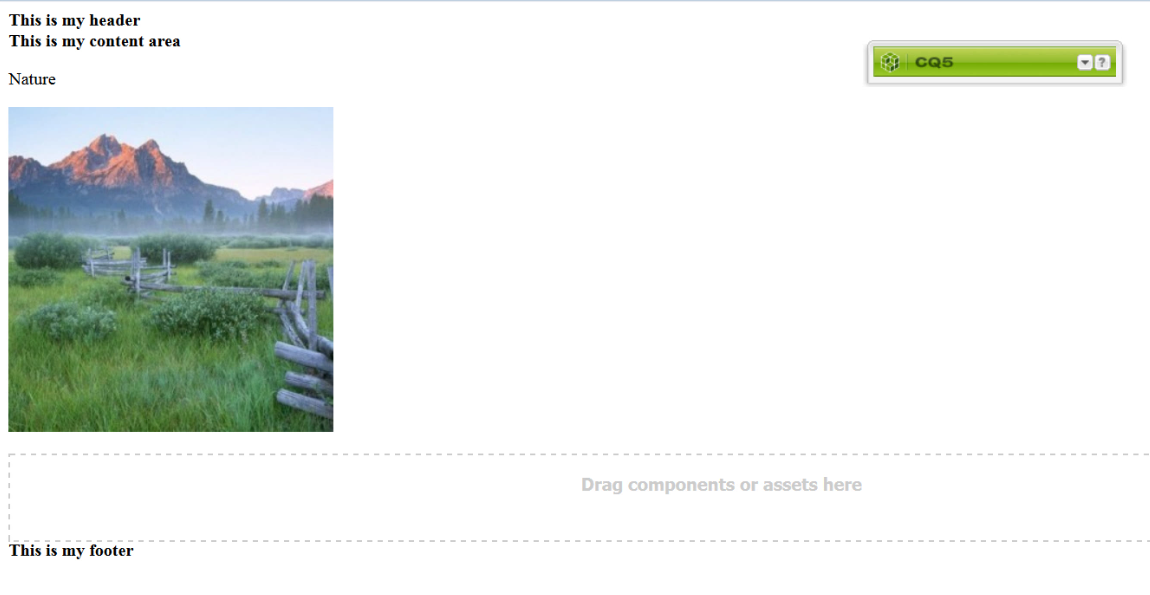 This is my header
This is my content area
CQ5
?
Nature
Drag components or assets here
This is my footer